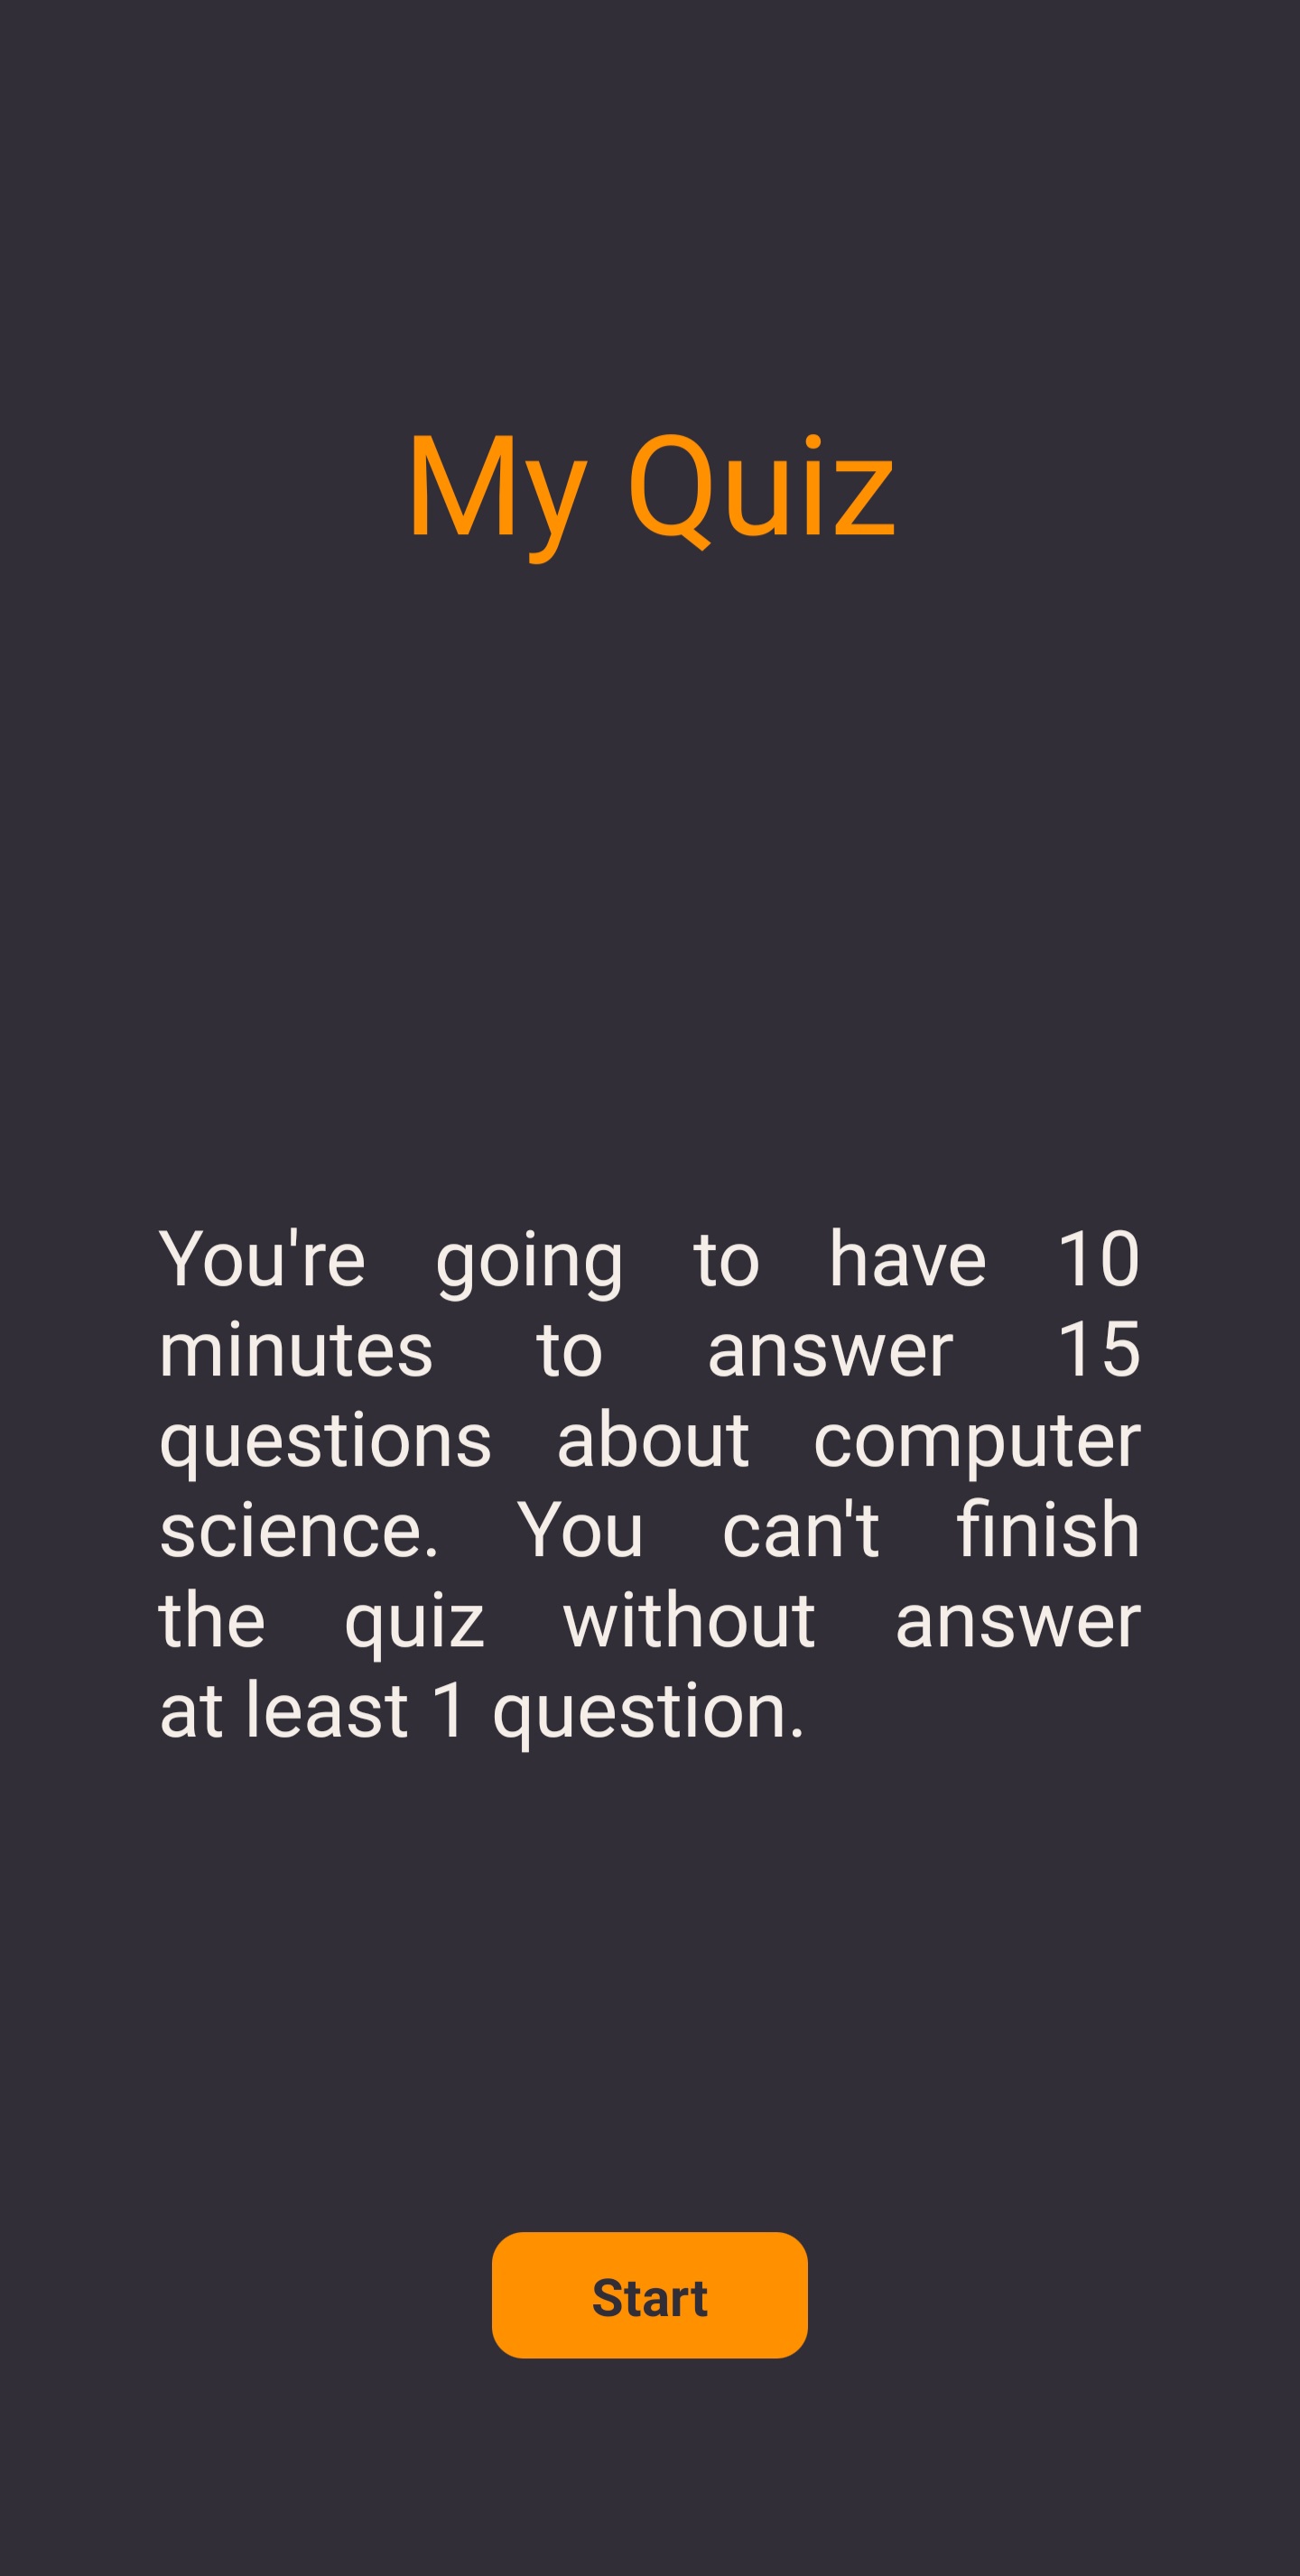 My Quiz
You're going to have 10
minutes to answer 15
questions about computer
science. You can't finish
the quiz without answer
at least 1 question.
Start